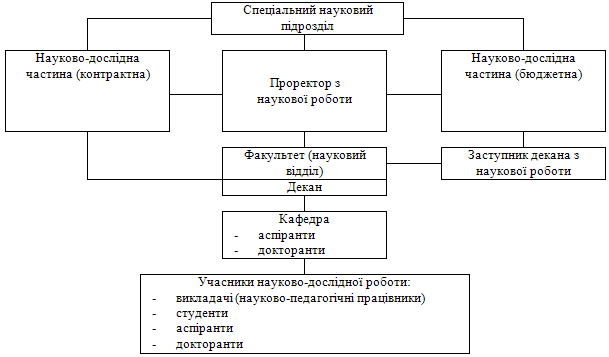 Спеціальний науковий
підрозділ
Науково-дослідна
частина (контрактна)
Проректор з
наукової роботи
Науково-дослідна
частина (бюджетна)
Факультет (науковий
відділ)
Декан
Заступник декана з
наукової роботи
Кафедра
- аспіранти
- докторанти
Учасники науково-дослідної роботи:
- викладачі (науково-педагогічні працівники)
- студенти
- аспіранти
- докторанти